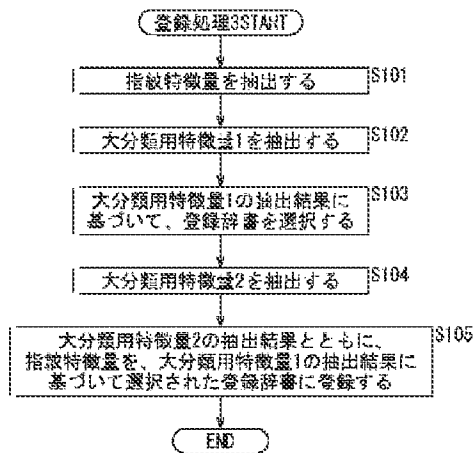 登録処理3START
指紋特徴量を抽出する
S101
大分類用特徴量1を抽出する
S102
大分類用特徴量1の抽出結果に
基づいて、登録辞書を選択する
S103
大分類用特徴量2を抽出する
S104
大分類用特徴量2の抽出結果とともに、
指紋特徴量を、大分類用特徴量1の抽出結果に
基づいて選択された登録辞書に登録する
S105
END